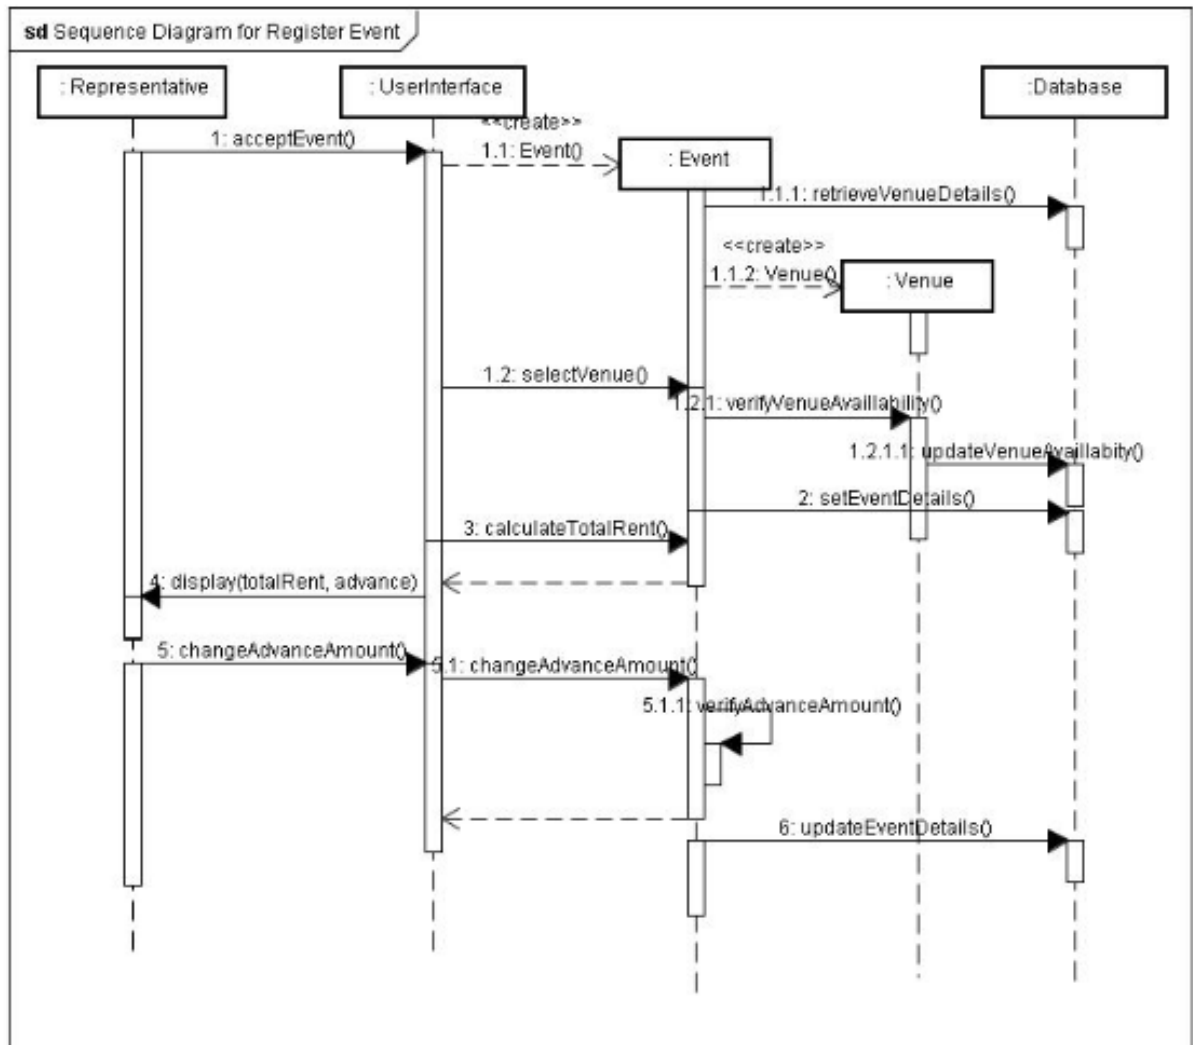 sd Sequence Diagram for Register Event
: Representative
: UserInterface
:Database
<<create>>
1: acceptEvent()
1.1: Event()
: Event
1.1.1: retrieveVenueDetails()
<<create>>
1.1.2: Venue()
: Venue
1.2: selectVenue()
1.2.1: verifyVenueAvaillability()
1.2.1.1: updateVenueAvaillabity()
2: setEventDetails()
3: calculateTotalRent()
4: display(totalRent, advance)
5: changeAdvanceAmount()
5.1: changeAdvanceAmount()
5.1.1: verifyAdvanceAmount()
6: updateEventDetails()